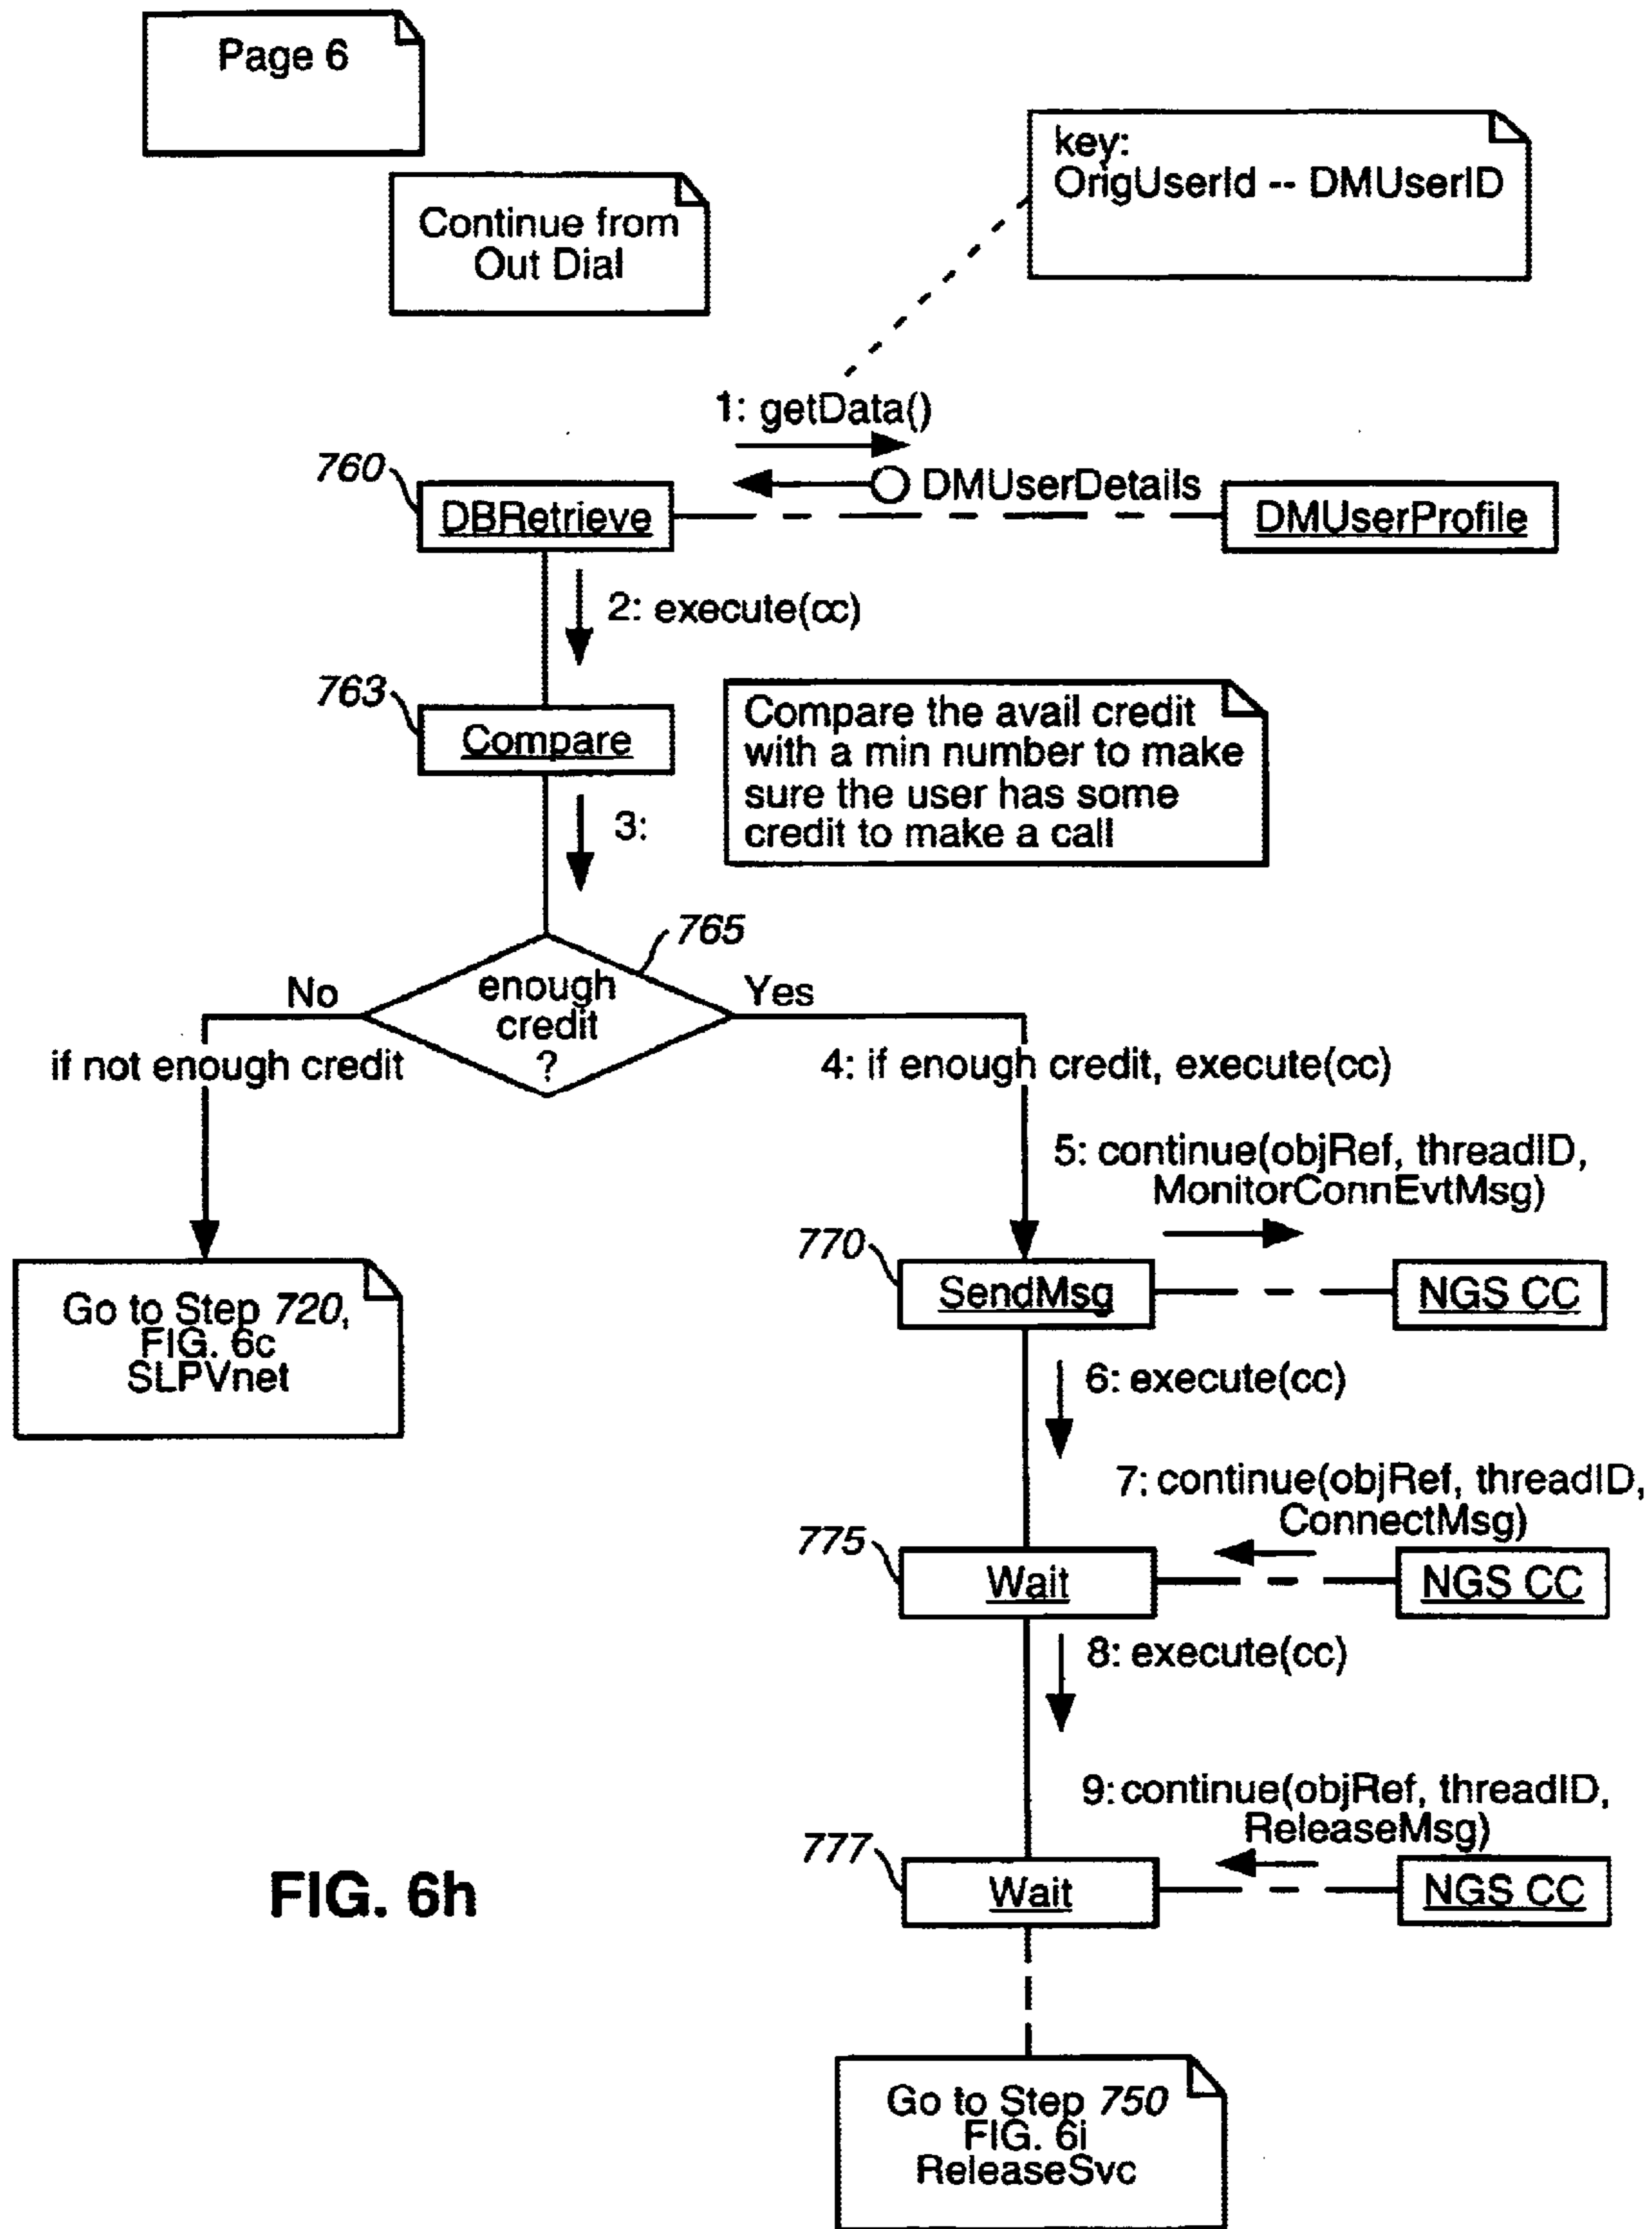 Page 6
Continue from
Out Dial
key:
OrigUserId -- DMUserID
1: getData()
DMUserDetails
760
DBRetrieve
DMUserProfile
2: execute(cc)
763
Compare
Compare the avail credit
with a min number to make
sure the user has some
credit to make a call
3:
765
enough
credit
?
No
Yes
if not enough credit
4: if enough credit, execute(cc)
5: continue(objRef, threadID,
MonitorConnEvtMsg)
770
SendMsg
NGS CC
Go to Step 720,
FIG. 6c
SLPVnet
6: execute(cc)
7: continue(objRef, threadID,
ConnectMsg)
775
Wait
NGS CC
8: execute(cc)
9: continue(objRef, threadID,
ReleaseMsg)
777
Wait
NGS CC
FIG. 6h
Go to Step 750
FIG. 6i
ReleaseSvc